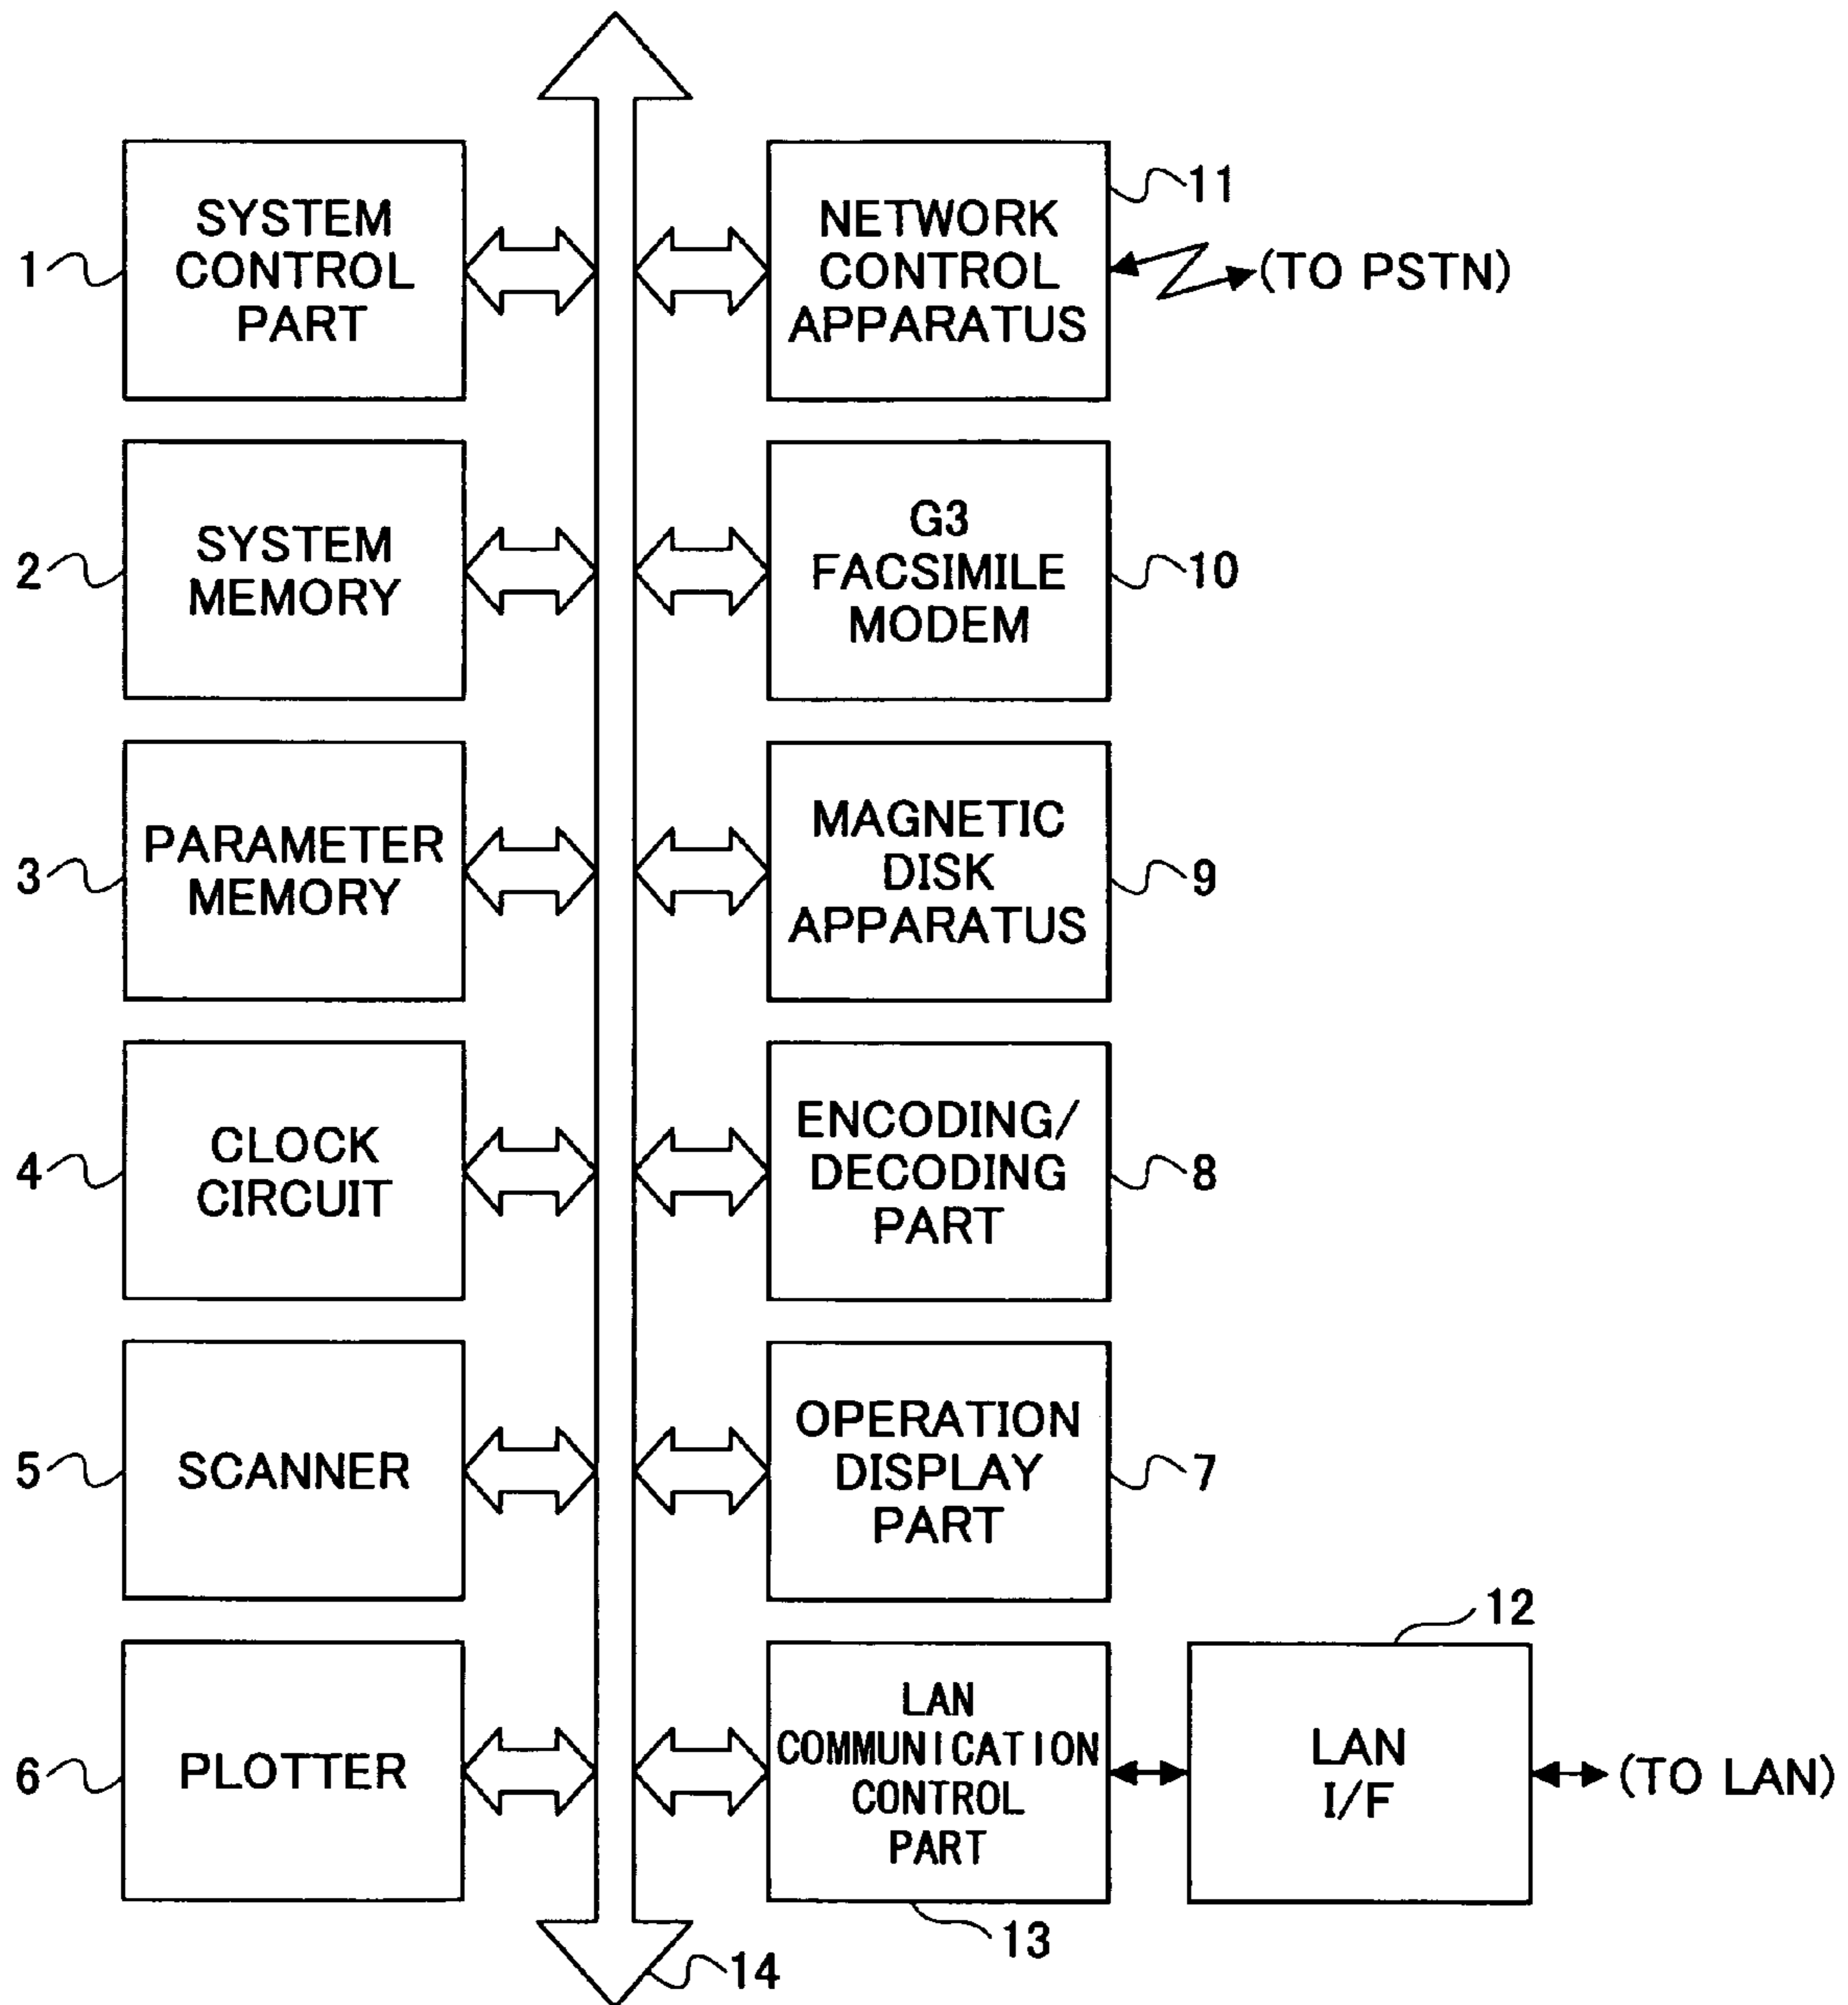 1
SYSTEM
CONTROL
PART
NETWORK
CONTROL
APPARATUS
11
(TO PSTN)
2
SYSTEM
MEMORY
G3
FACSIMILE
MODEM
10
3
PARAMETER
MEMORY
MAGNETIC
DISK
APPARATUS
9
4
CLOCK
CIRCUIT
ENCODING/
DECODING
PART
8
5
SCANNER
OPERATION
DISPLAY
PART
7
6
PLOTTER
LAN
COMMUNICATION
CONTROL
PART
13
12
LAN
I/F
(TO LAN)
14